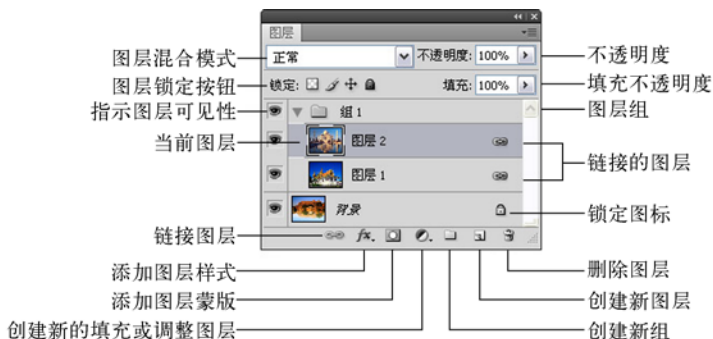 图层
图层混合模式 正常 不透明度: 100% 不透明度
图层锁定按钮 锁定: 填充: 100% 填充不透明度
指示图层可见性 组 1 图层组
当前图层 图层 2
链接的图层
图层 1
背景 锁定图标
链接图层 fx.
添加图层样式 删除图层
添加图层蒙版 创建新图层
创建新的填充或调整图层 创建新组